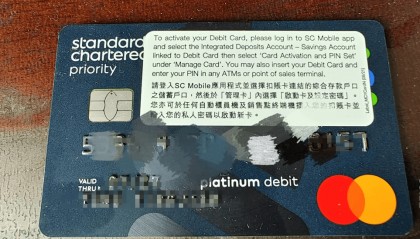 standard
chartered
priority
To activate your Debit Card, please log in to SC Mobile app
and select the Integrated Deposits Account – Savings Account
linked to Debit Card then select 'Card Activation and PIN Set'
under 'Manage Card'. You may also insert your Debit Card and
enter your PIN in any ATMs or point of sales terminal.
請登入SC Mobile應用程式並選擇扣賬卡連結的綜合存款戶口
之儲蓄戶口，然後於「管理卡」內選擇「啟動卡及設定密碼」。
您亦可於任何自動櫃員機及銷售點終端機 扣賬卡並
輸入您的私人密碼以啟動新卡。
VALID
THRU
platinum debit
mastercard